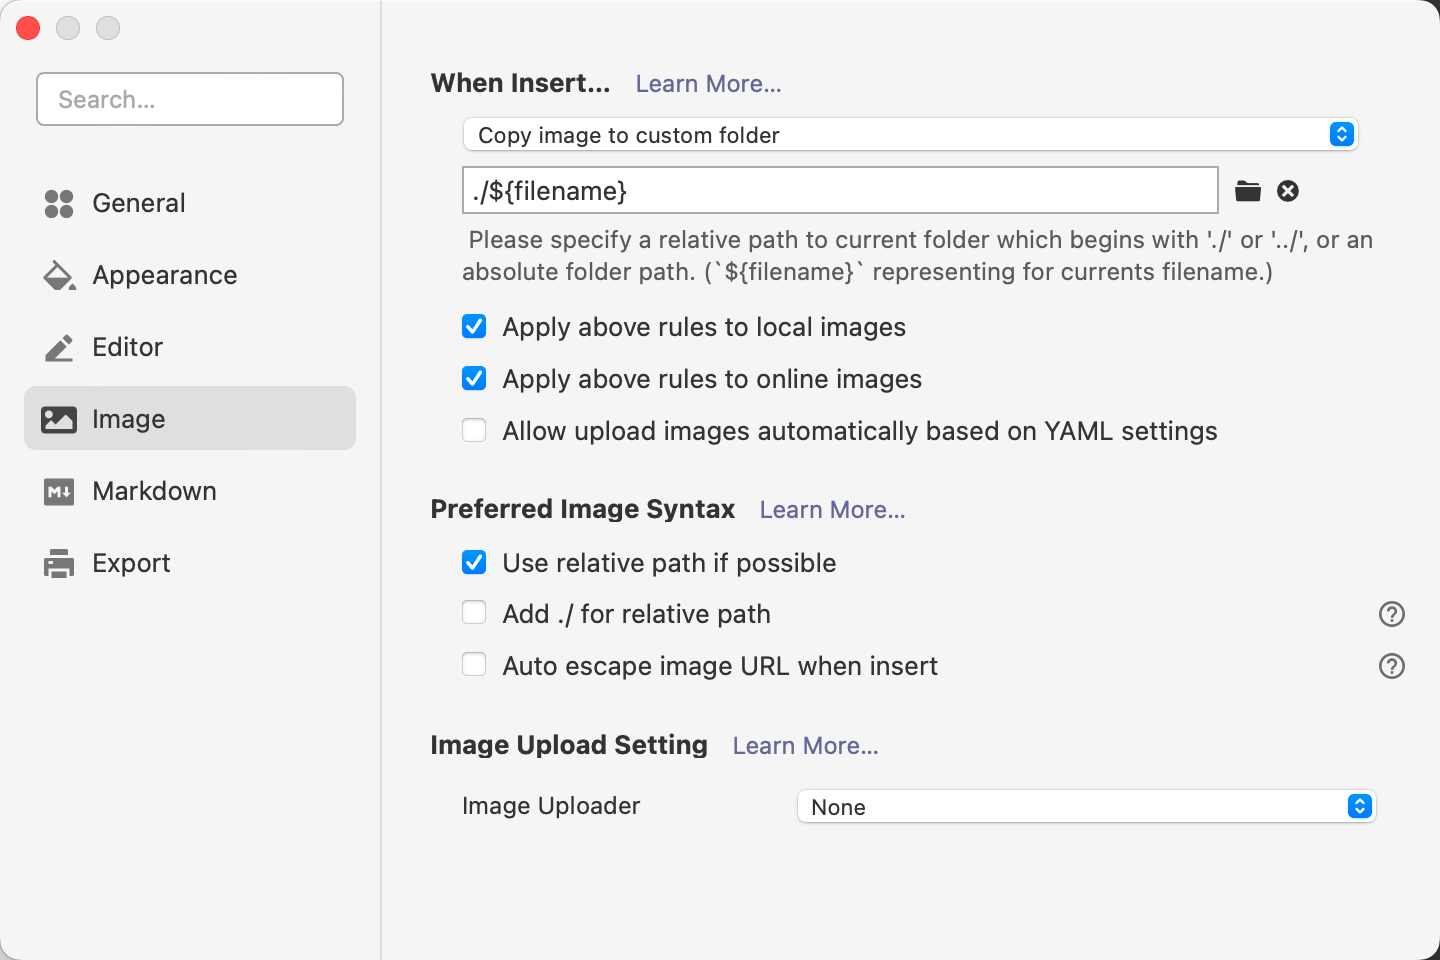 Search...
General
Appearance
Editor
Image
M↓
Markdown
Export
When Insert... Learn More...
Copy image to custom folder
./${filename}
Please specify a relative path to current folder which begins with './' or '../', or an
absolute folder path. (`${filename}` representing for currents filename.)
Apply above rules to local images
Apply above rules to online images
Allow upload images automatically based on YAML settings
Preferred Image Syntax Learn More...
Use relative path if possible
Add ./ for relative path
?
Auto escape image URL when insert
?
Image Upload Setting Learn More...
Image Uploader None